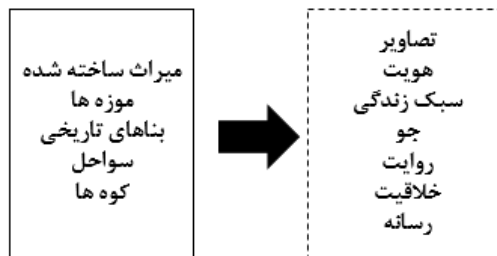 میراث ساخته شده
موزه ها
بناهای تاریخی
سواحل
کوه ها
تصاویر
هویت
سبک زندگی
جو
روایت
خلاقیت
رسانه